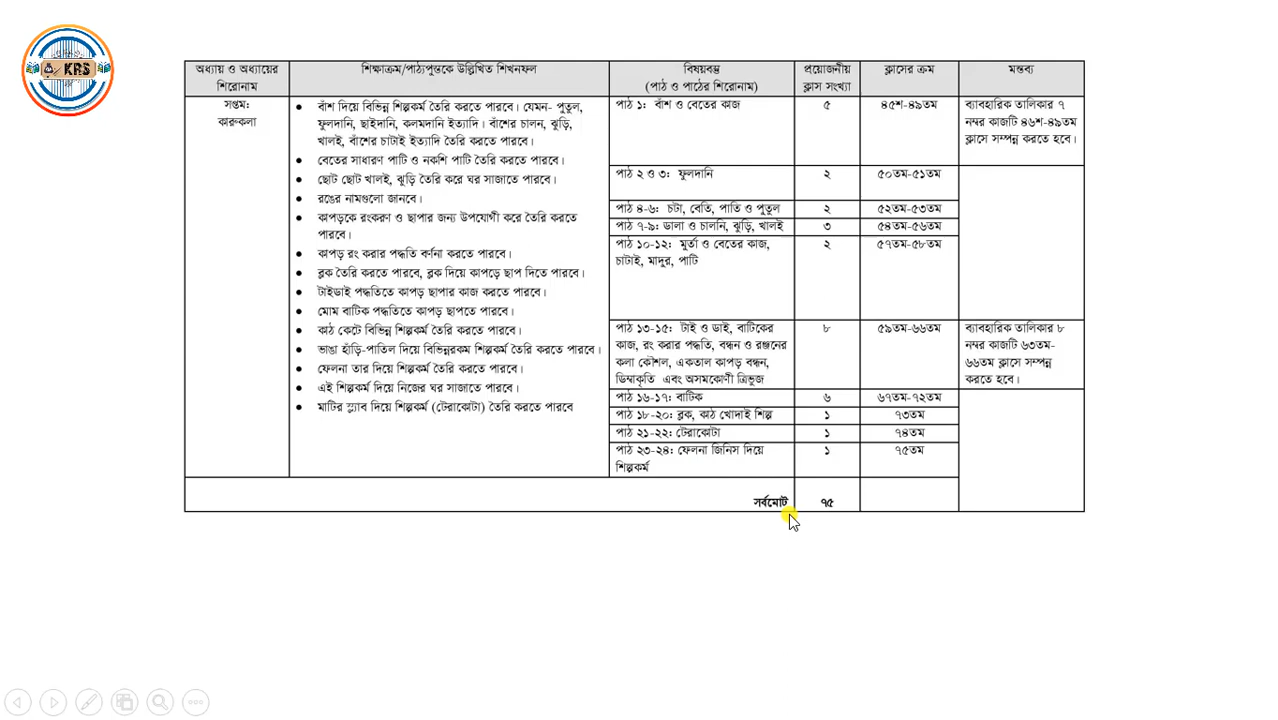 KRS
অধ্যায় ও অধ্যায়ের
শিরোনাম
শিক্ষাক্রম/পাঠ্যপুস্তকে উল্লিখিত শিখনফল
বিষয়বস্তু
(পাঠ ও পাঠের শিরোনাম)
প্রয়োজনীয়
ক্লাস সংখ্যা
ক্লাসের ক্রম
মন্তব্য
সপ্তম:
কারুকলা
● বাঁশ দিয়ে বিভিন্ন শিল্পকর্ম তৈরি করতে পারবে। যেমন- পুতুল,
ফুলদানি, ছাইদানি, কলমদানি ইত্যাদি। বাঁশের চালন, ঝুড়ি,
খালই, বাঁশের চাটাই ইত্যাদি তৈরি করতে পারবে।
● বেতের সাধারণ পাটি ও নকশি পাটি তৈরি করতে পারবে।
● ছোট ছোট খালই, ঝুড়ি তৈরি করে ঘর সাজাতে পারবে।
● রঙের নামগুলো জানবে।
● কাপড়কে রংকরণ ও ছাপার জন্য উপযোগী করে তৈরি করতে
পারবে।
● কাপড় রং করার পদ্ধতি বর্ণনা করতে পারবে।
● ব্লক তৈরি করতে পারবে, ব্লক দিয়ে কাপড়ে ছাপ দিতে পারবে।
● টাইডাই পদ্ধতিতে কাপড় ছাপার কাজ করতে পারবে।
● মোম বাটিক পদ্ধতিতে কাপড় ছাপতে পারবে।
● কাঠ কেটে বিভিন্ন শিল্পকর্ম তৈরি করতে পারবে।
● ভাঙা হাঁড়ি-পাতিল দিয়ে বিভিন্নরকম শিল্পকর্ম তৈরি করতে পারবে।
● ফেলনা তার দিয়ে শিল্পকর্ম তৈরি করতে পারবে।
● এই শিল্পকর্ম দিয়ে নিজের ঘর সাজাতে পারবে।
● মাটির স্ল্যাব দিয়ে শিল্পকর্ম (টেরাকোটা) তৈরি করতে পারবে
পাঠ ১: বাঁশ ও বেতের কাজ
৫
৪৫শ-৪৯তম
ব্যাবহারিক তালিকার ৭
নম্বর কাজটি ৪৬শ-৪৯তম
ক্লাসে সম্পন্ন করতে হবে।
পাঠ ২ ও ৩: ফুলদানি
২
৫০তম-৫১তম
পাঠ ৪-৬: চটা, বেতি, পাতি ও পুতুল
২
৫২তম-৫৩তম
পাঠ ৭-৯: ডালা ও চালনি, ঝুড়ি, খালই
৩
৫৪তম-৫৬তম
পাঠ ১০-১২: মুর্তা ও বেতের কাজ,
চাটাই, মাদুর, পাটি
২
৫৭তম-৫৮তম
পাঠ ১৩-১৫: টাই ও ডাই, বাটিকের
কাজ, রং করার পদ্ধতি, বন্ধন ও রঞ্জনের
কলা কৌশল, একতাল কাপড় বন্ধন,
ডিম্বাকৃতি এবং অসমকোণী ত্রিভুজ
৮
৫৯তম-৬৬তম
ব্যাবহারিক তালিকার ৮
নম্বর কাজটি ৬৩তম-
৬৬তম ক্লাসে সম্পন্ন
করতে হবে।
পাঠ ১৬-১৭: বাটিক
৬
৬৭তম-৭২তম
পাঠ ১৮-২০: ব্লক, কাঠ খোদাই শিল্প
১
৭৩তম
পাঠ ২১-২২: টেরাকোটা
১
৭৪তম
পাঠ ২৩-২৪: ফেলনা জিনিস দিয়ে
শিল্পকর্ম
১
৭৫তম
সর্বমোট
৭৫